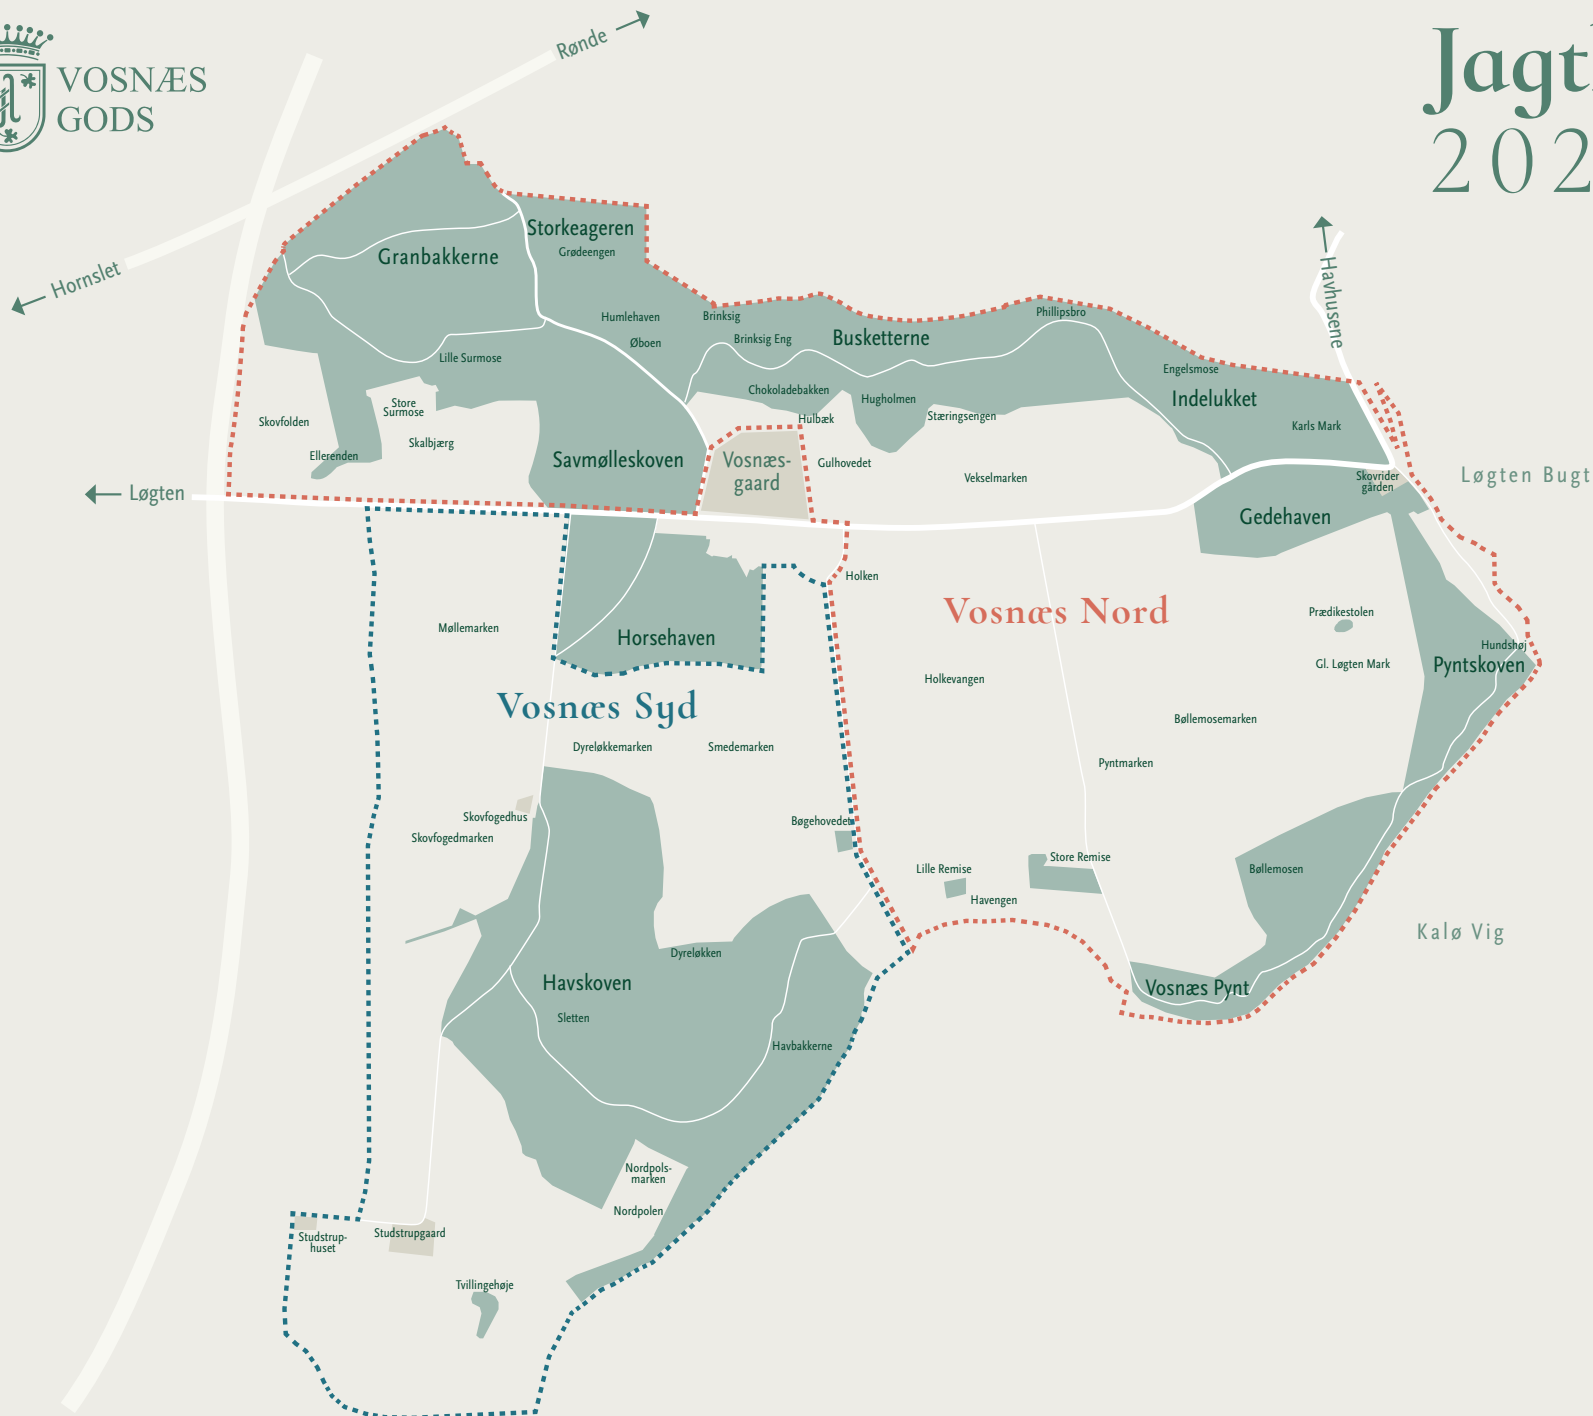 VOSNÆS
GODS
Jagt
202
Rønde
Hornslet
Løgten
Havhusene
Storkeageren
Grødeengen
Granbakkerne
Humlehaven
Øboen
Lille Surmose
Brinksig
Brinksig Eng
Busketterne
Phillipsbro
Engelsmose
Indelukket
Karls Mark
Chokoladebakken
Hugholmen
Hulbæk
Stæringsengen
Store
Surmose
Skovfolden
Skalbjærg
Ellerenden
Savmølleskoven
Vosnæs-
gaard
Gulhovedet
Vekselmarken
Skovrider
gården
Løgten Bugt
Gedehaven
Holken
Vosnæs Nord
Prædikestolen
Hundshøj
Gl. Løgten Mark
Pyntskoven
Møllemarken
Horsehaven
Holkevangen
Vosnæs Syd
Bøllemosemarken
Dyreløkkemarken
Smedemarken
Pyntmarken
Skovfogedhus
Bøgehovedet
Skovfogedmarken
Lille Remise
Store Remise
Bøllemosen
Havengen
Kalø Vig
Dyreløkken
Havskoven
Vosnæs Pynt
Sletten
Havbakkerne
Nordpols-
marken
Nordpolen
Studstrup-
huset
Studstrupgaard
Tvillingehøje